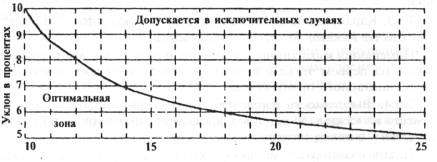 10
Допускается в исключительных случаях
9
8
7
Оптимальная
6
зона
5
Уклон в процентах
10 15 20 25